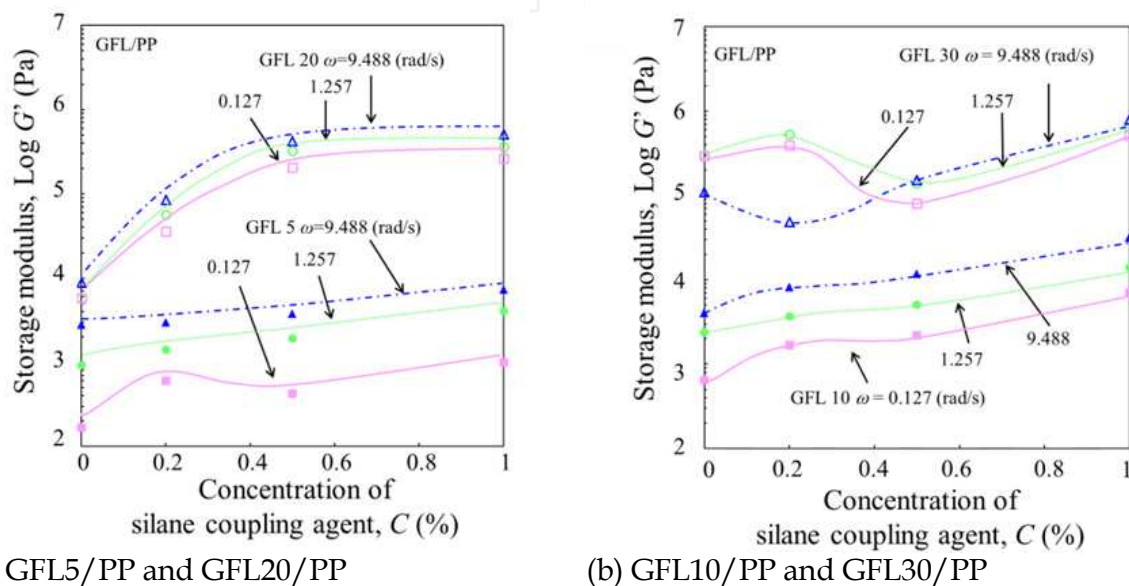 GFL/PP
GFL 20 ω=9.488 (rad/s)
1.257
0.127
GFL 5 ω=9.488 (rad/s)
0.127
1.257
7
6
5
4
3
2
0
0.2
0.4
0.6
0.8
1
Storage modulus, Log G’ (Pa)
Concentration of
silane coupling agent, C (%)
GFL5/PP and GFL20/PP
GFL/PP
GFL 30 ω = 9.488 (rad/s)
1.257
0.127
1.257
9.488
GFL 10 ω = 0.127 (rad/s)
7
6
5
4
3
2
0
0.2
0.4
0.6
0.8
1
Storage modulus, Log G’ (Pa)
Concentration of
silane coupling agent, C (%)
(b) GFL10/PP and GFL30/PP